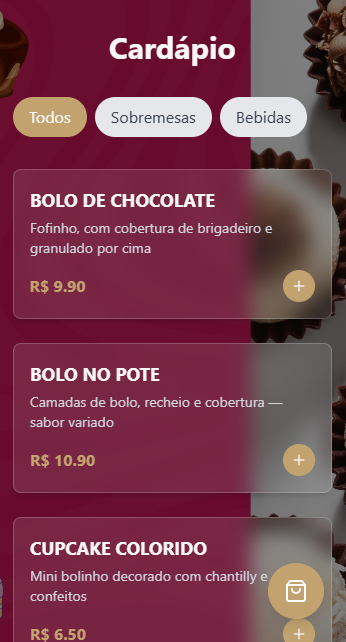 Cardápio
Todos
Sobremesas
Bebidas
BOLO DE CHOCOLATE
Fofinho, com cobertura de brigadeiro e
granulado por cima
R$ 9.90
+
BOLO NO POTE
Camadas de bolo, recheio e cobertura —
sabor variado
R$ 10.90
+
CUPCAKE COLORIDO
Mini bolinho decorado com chantilly e
confeitos
R$ 6.50
+